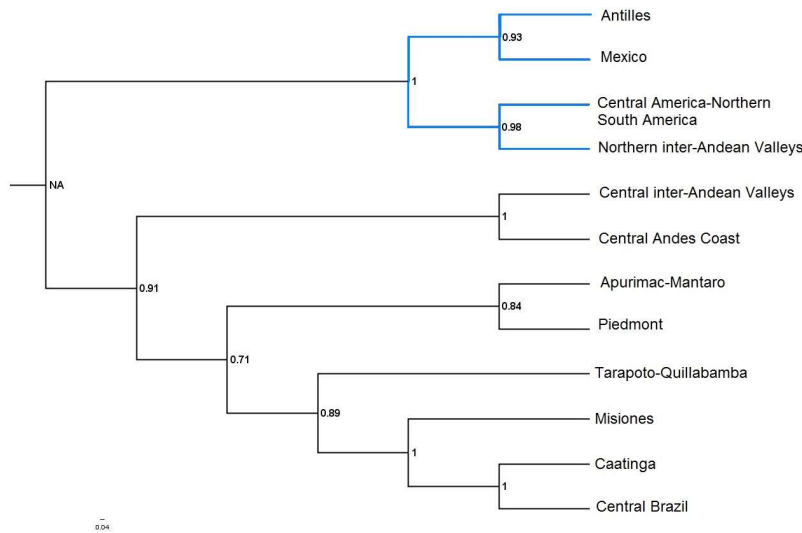 Antilles
0.93
Mexico
1
Central America-Northern
South America
0.98
Northern inter-Andean Valleys
NA
Central inter-Andean Valleys
1
Central Andes Coast
0.91
Apurimac-Mantaro
0.84
Piedmont
0.71
Tarapoto-Quillabamba
0.89
Misiones
1
Caatinga
1
Central Brazil
0.04